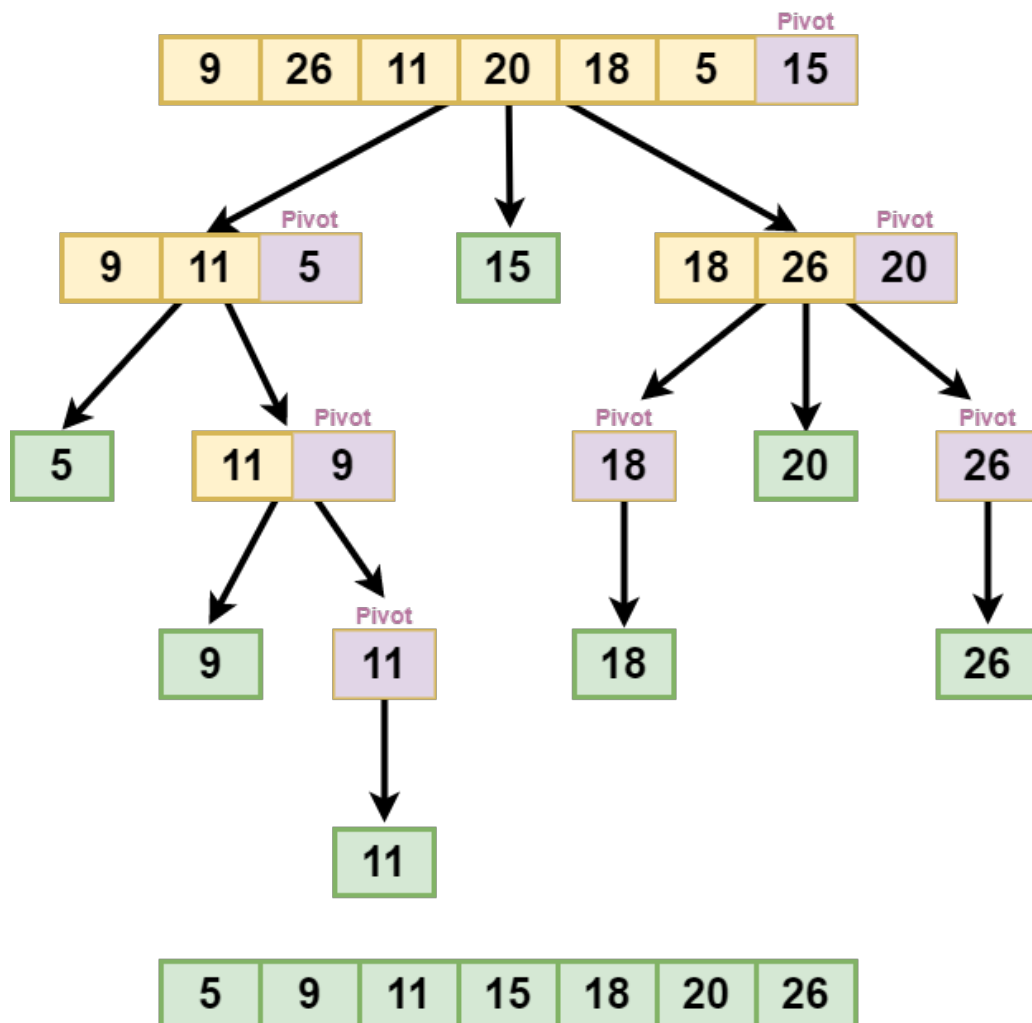 Pivot
9 26 11 20 18 5 15
Pivot Pivot
9 11 5 15 18 26 20
Pivot Pivot Pivot
5 11 9 18 20 26
Pivot
9 11 18 26
11
5 9 11 15 18 20 26